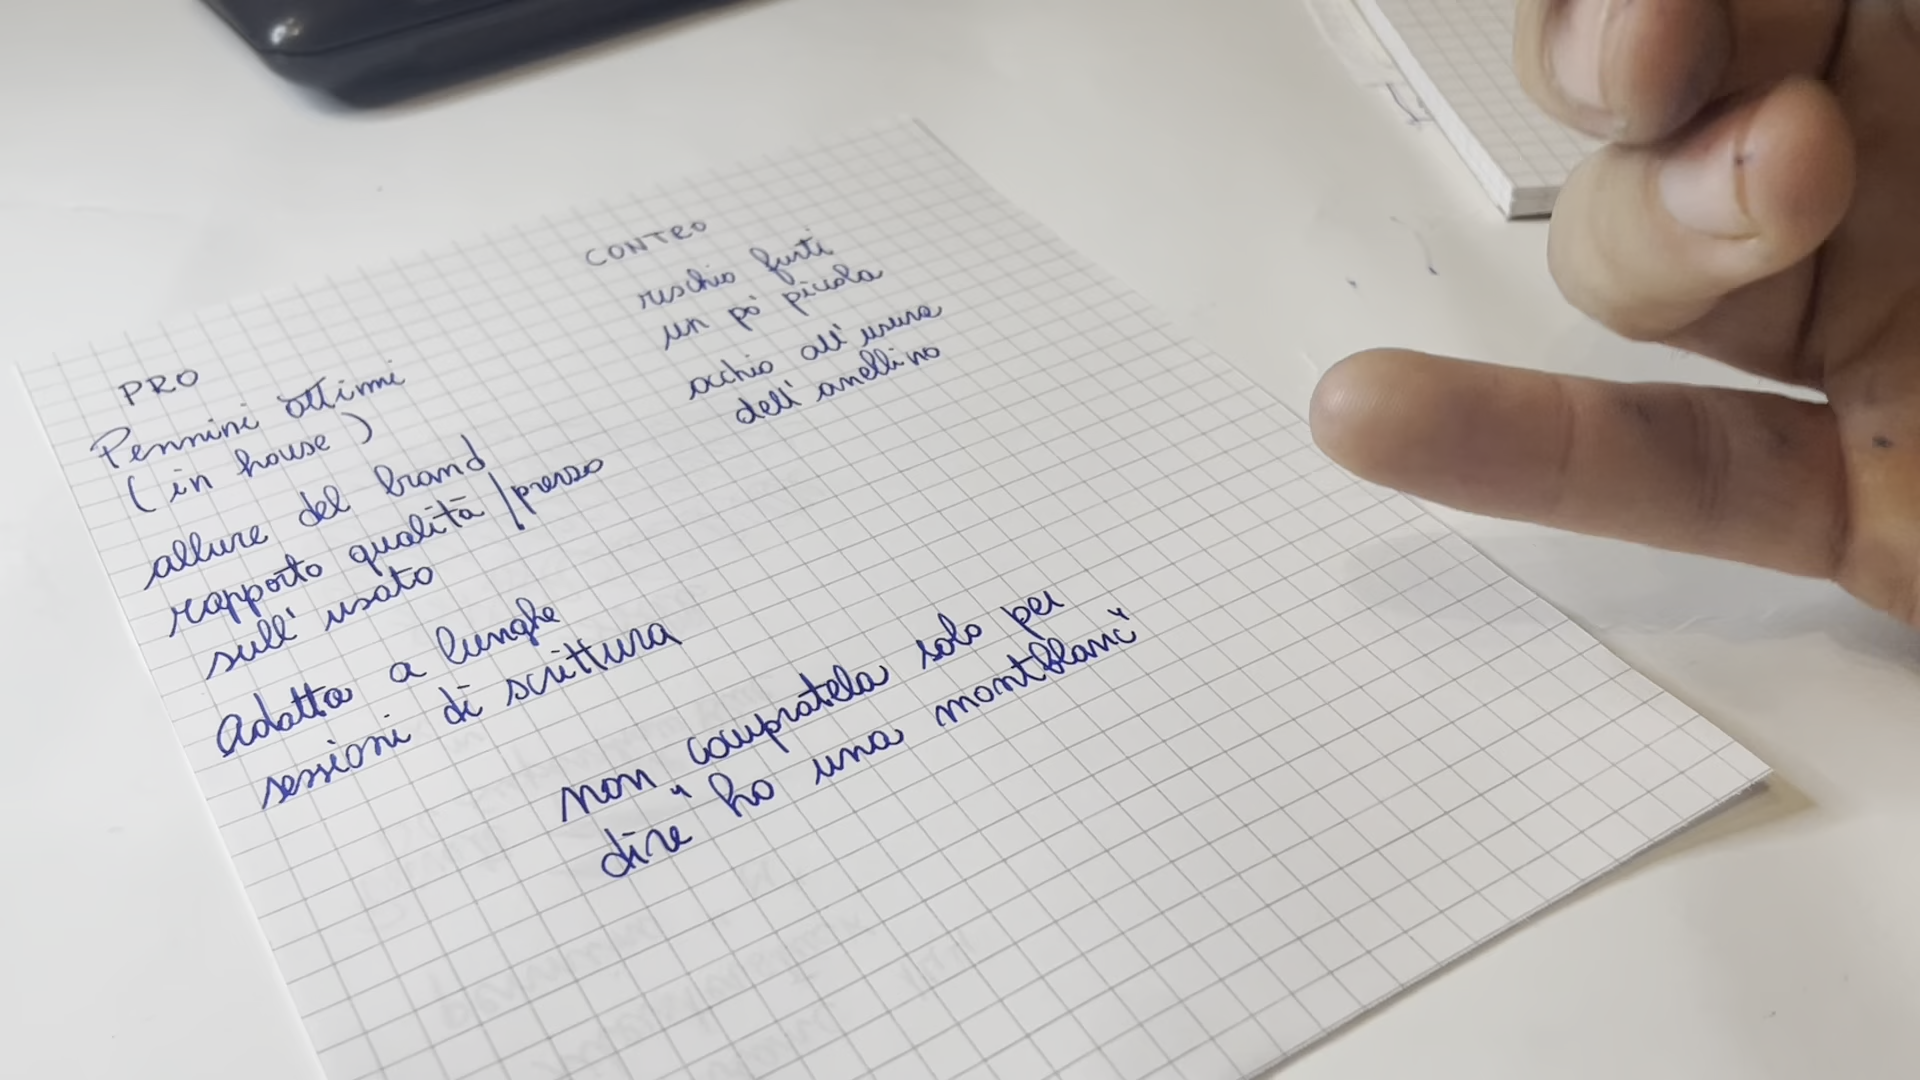 PRO
Pennini ottimi
(in house)
allure del brand
rapporto qualità/prezzo
sull'usato
Adatta a lunghe
sessioni di scrittura
CONTRO
rischio furti
un pò piccola
occhio all'usura
dell'anellino
non compratela solo per
dire "ho una montblanc"